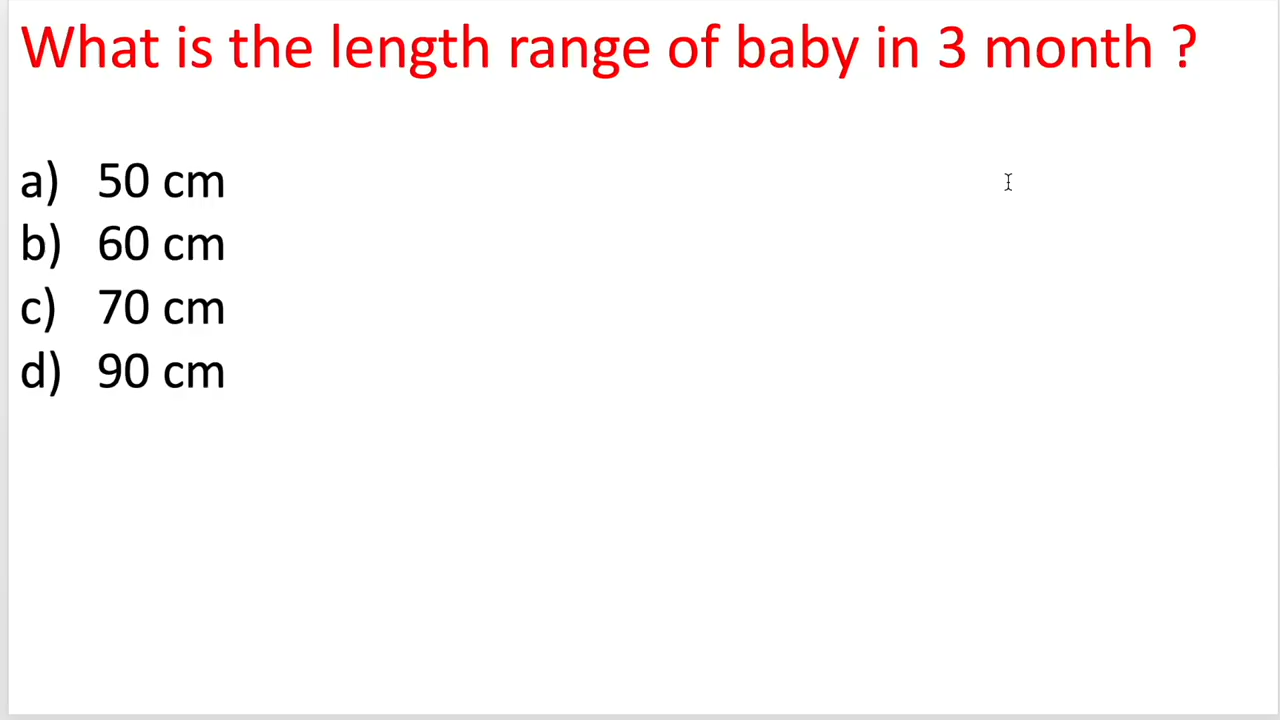 What is the length range of baby in 3 month ?
a) 50 cm
b) 60 cm
c) 70 cm
d) 90 cm